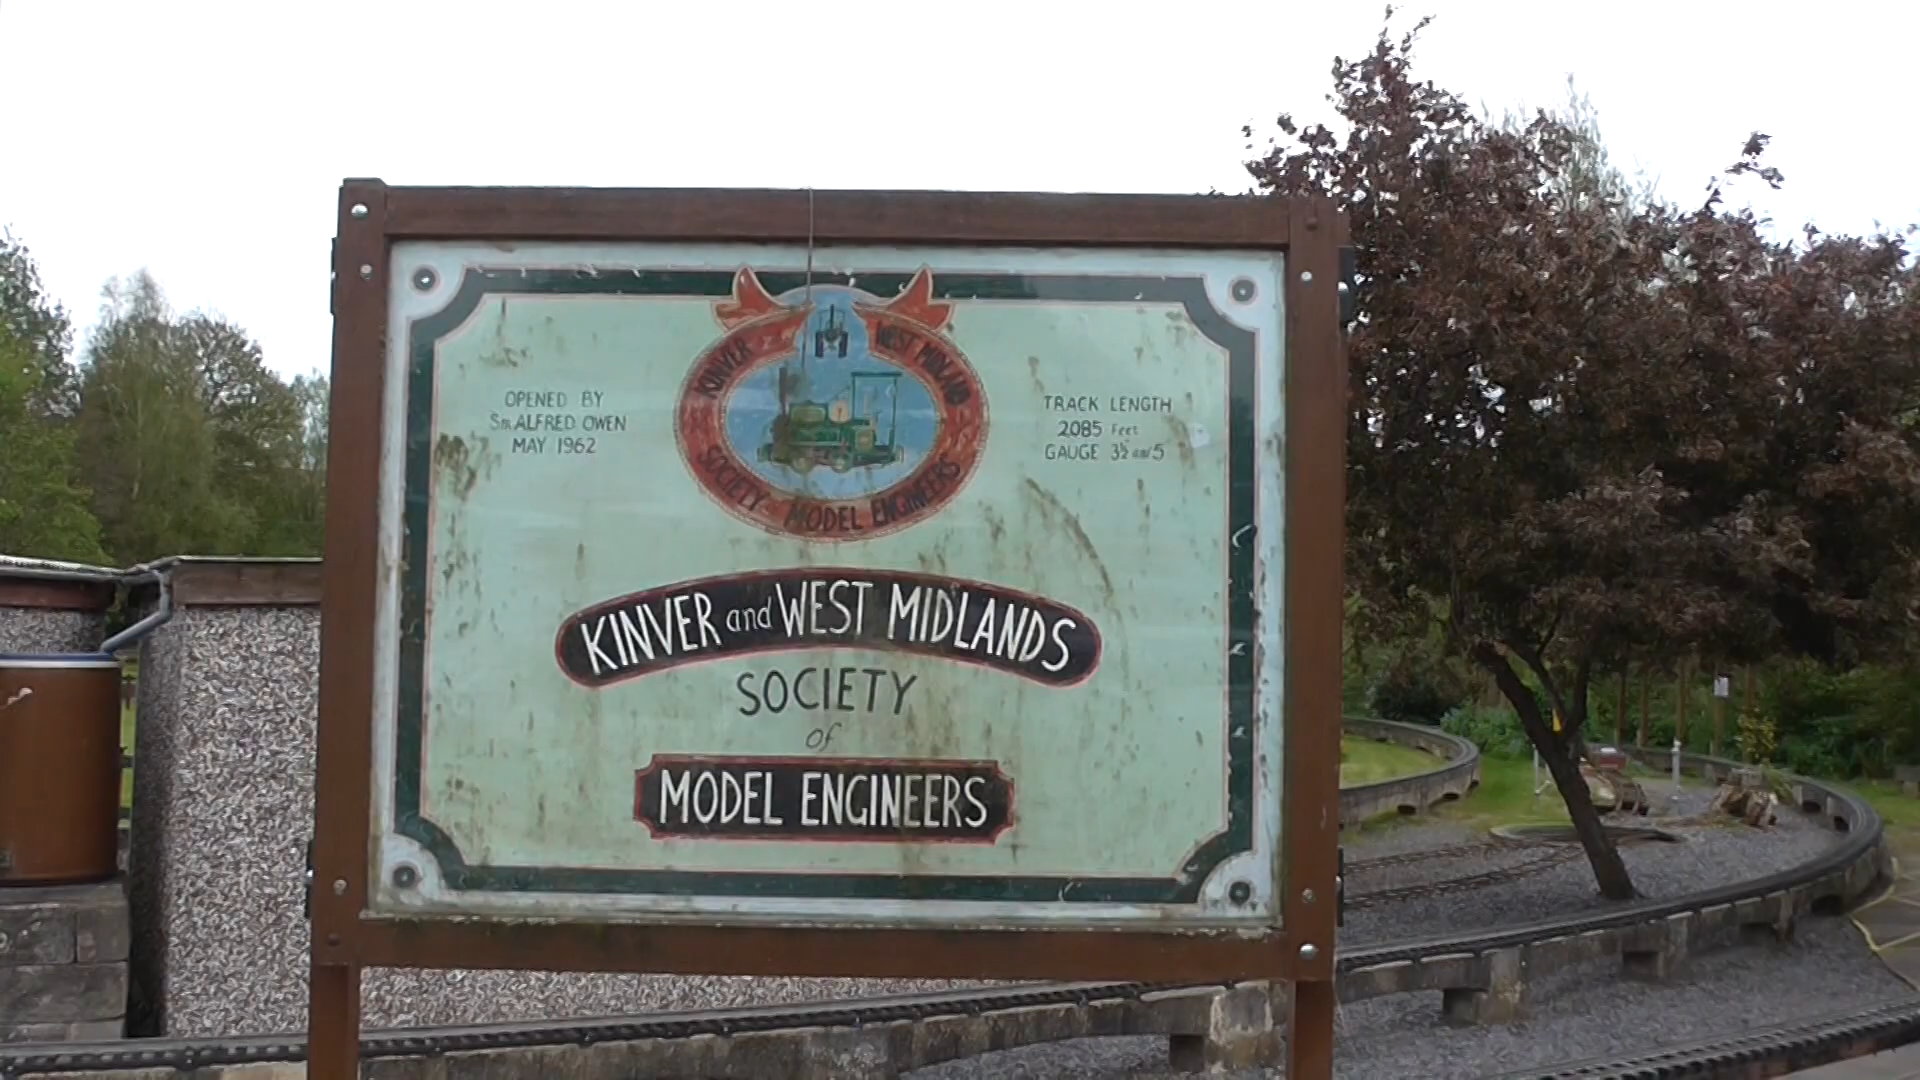 OPENED BY
Sir ALFRED OWEN
MAY 1962
KINVER & WEST MIDLAND
SOCIETY MODEL ENGINEERS
TRACK LENGTH
2085 Feet
GAUGE 3½ and 5
KINVER and WEST MIDLANDS
SOCIETY
of
MODEL ENGINEERS